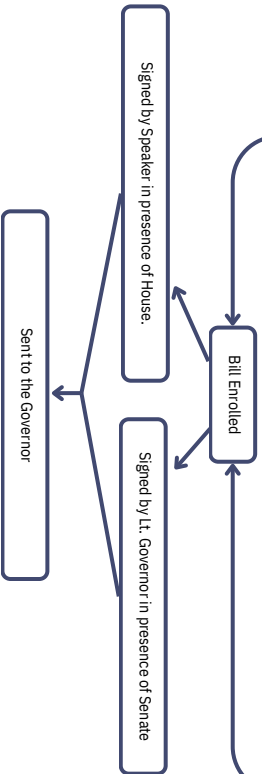 Bill Enrolled
Signed by Speaker in presence of House.
Signed by Lt. Governor in presence of Senate
Sent to the Governor